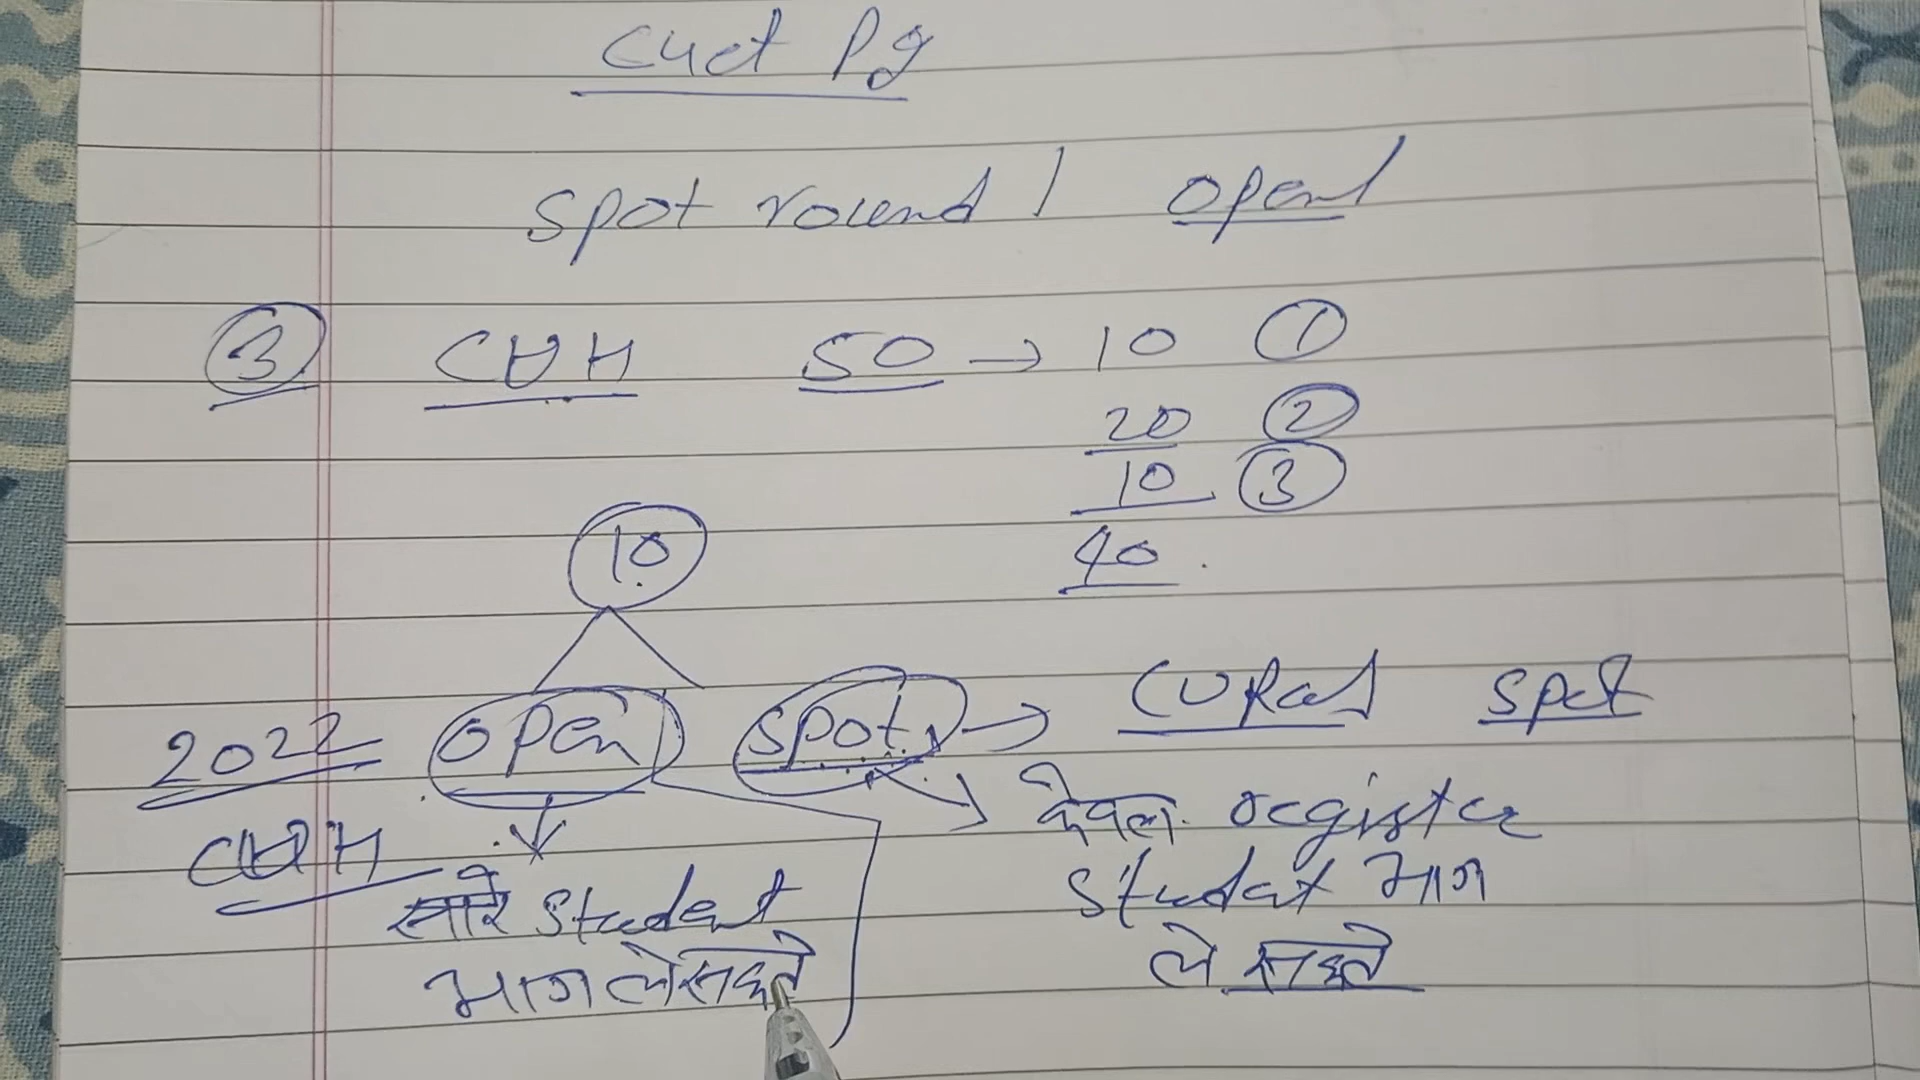 cuet Pg
Spot round / open
3 CUH 50 → 10 1
20 2
10 3
40
10
2022 open spot → CURaj Spot
CUH
सारे Student
भाग ले सकते
केवल register
Student भाग
ले सकते